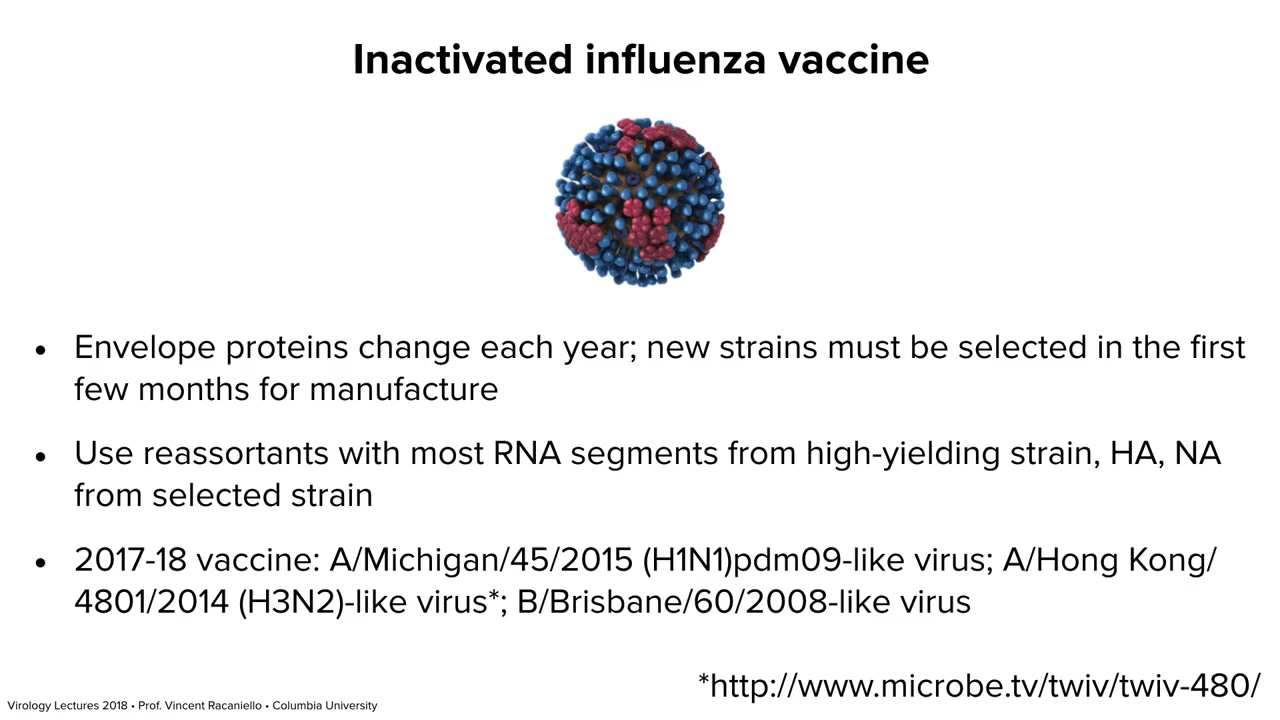 Inactivated influenza vaccine
• Envelope proteins change each year; new strains must be selected in the first
few months for manufacture
• Use reassortants with most RNA segments from high-yielding strain, HA, NA
from selected strain
• 2017-18 vaccine: A/Michigan/45/2015 (H1N1)pdm09-like virus; A/Hong Kong/
4801/2014 (H3N2)-like virus*; B/Brisbane/60/2008-like virus
*http://www.microbe.tv/twiv/twiv-480/
Virology Lectures 2018 • Prof. Vincent Racaniello • Columbia University